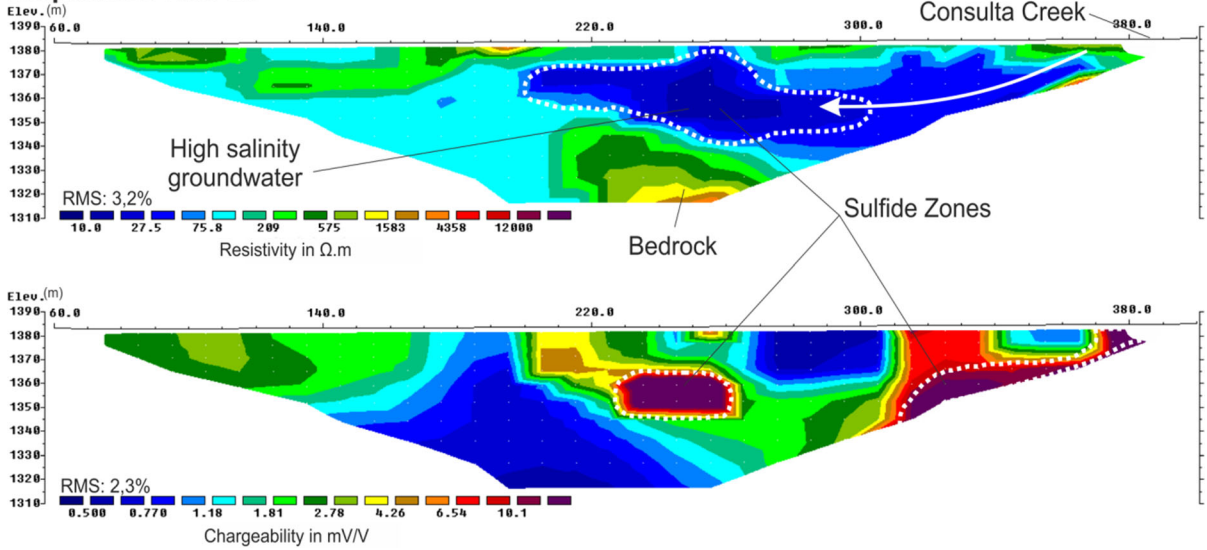 Consulta Creek
Elev.(m)
60.0 140.0 220.0 300.0 380.0
1390
1380
1370
1360
1350
1340
1330
1320
1310
High salinity
groundwater
Bedrock
Sulfide Zones
RMS: 3,2%
10.0 27.5 75.8 209 575 1583 4358 12000
Resistivity in Ω.m
Elev.(m)
60.0 140.0 220.0 300.0 380.0
1390
1380
1370
1360
1350
1340
1330
1320
1310
RMS: 2,3%
0.500 0.770 1.18 1.81 2.78 4.26 6.54 10.1
Chargeability in mV/V